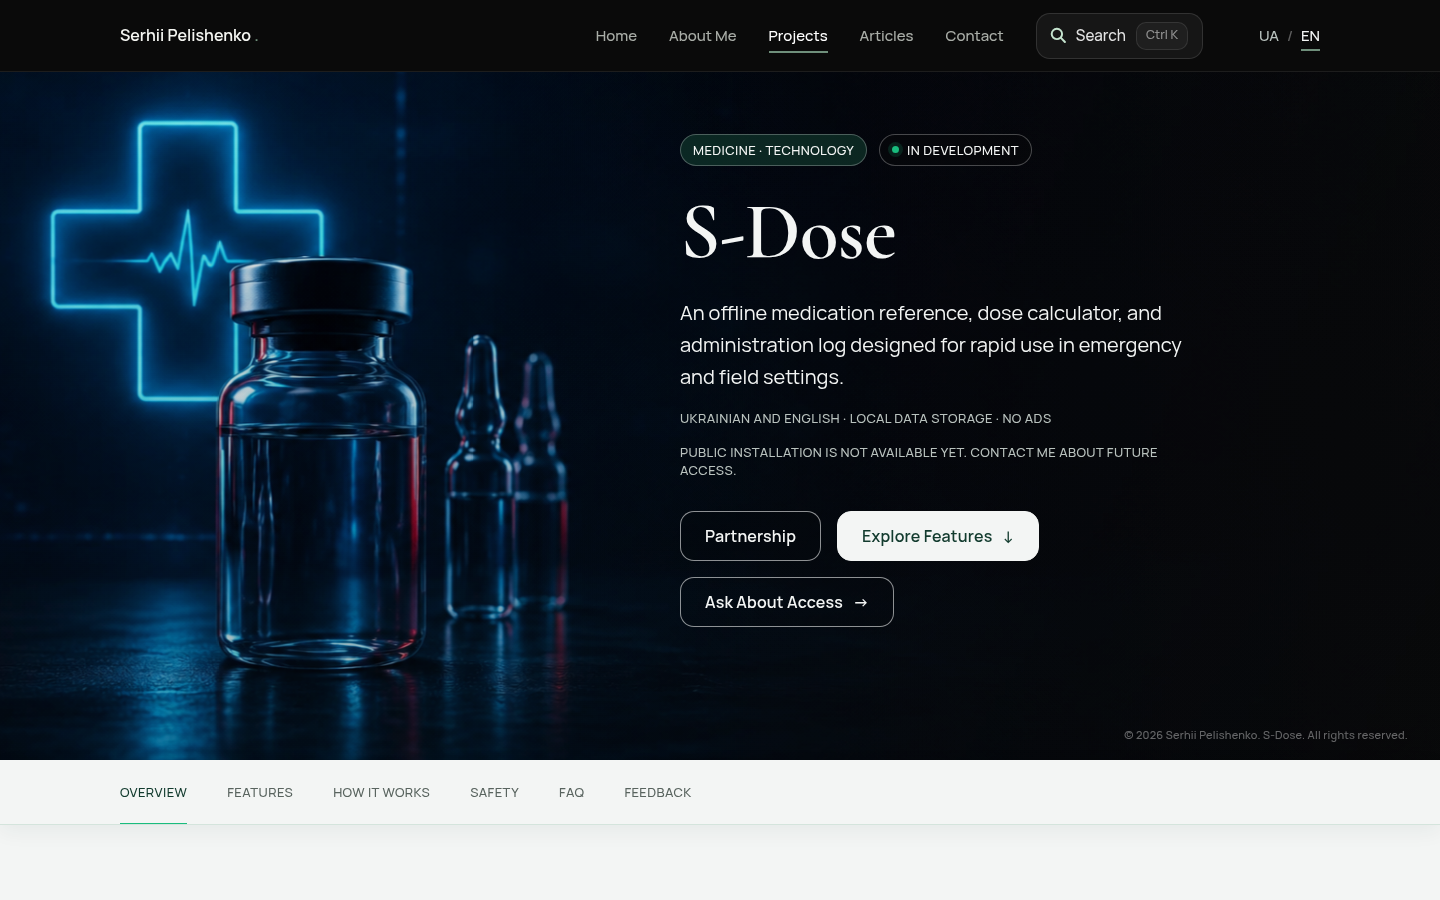 Serhii Pelishenko .
Home
About Me
Projects
Articles
Contact
Search
Ctrl K
UA / EN
MEDICINE · TECHNOLOGY
IN DEVELOPMENT
S-Dose
An offline medication reference, dose calculator, and
administration log designed for rapid use in emergency
and field settings.
UKRAINIAN AND ENGLISH · LOCAL DATA STORAGE · NO ADS
PUBLIC INSTALLATION IS NOT AVAILABLE YET. CONTACT ME ABOUT FUTURE
ACCESS.
Partnership
Explore Features ↓
Ask About Access →
© 2026 Serhii Pelishenko. S-Dose. All rights reserved.
OVERVIEW
FEATURES
HOW IT WORKS
SAFETY
FAQ
FEEDBACK